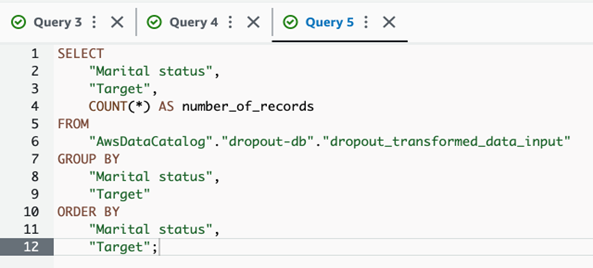 Query 3 Query 4 Query 5
1 SELECT
2 "Marital status",
3 "Target",
4 COUNT(*) AS number_of_records
5 FROM
6 "AwsDataCatalog"."dropout-db"."dropout_transformed_data_input"
7 GROUP BY
8 "Marital status",
9 "Target"
10 ORDER BY
11 "Marital status",
12 "Target";